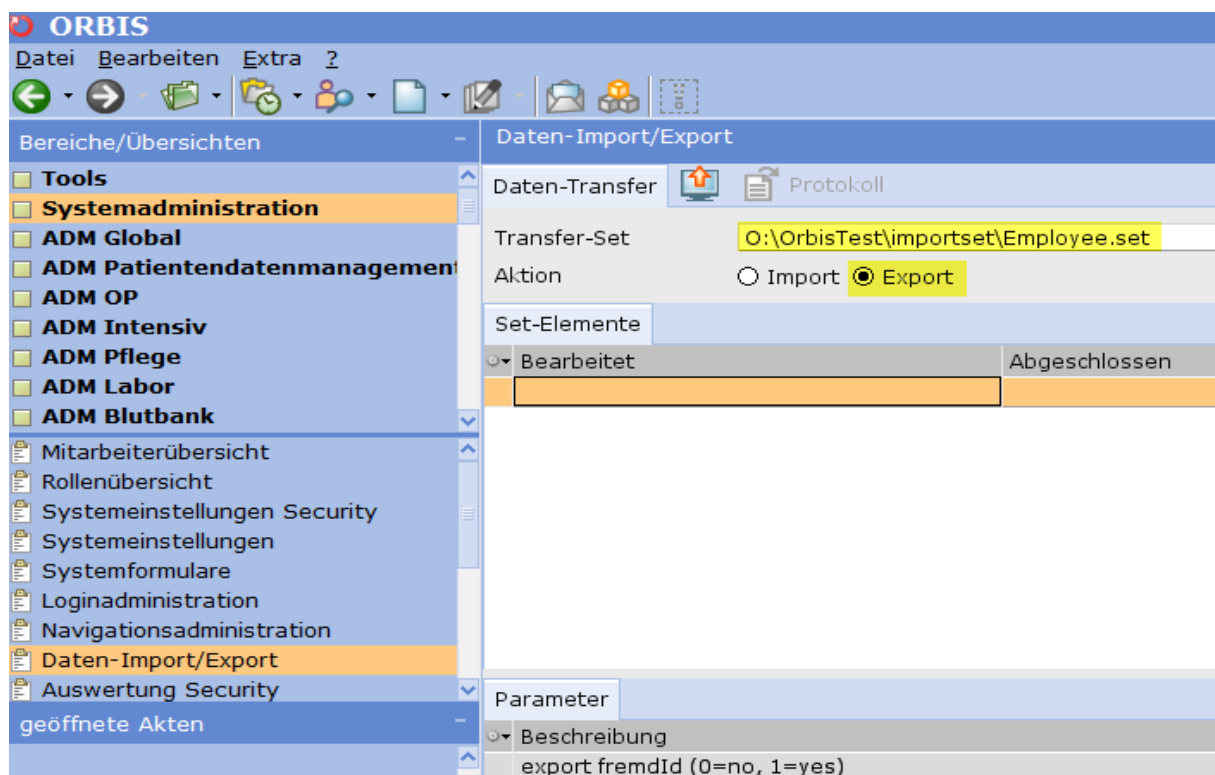 ORBIS
Datei Bearbeiten Extra ?
Bereiche/Übersichten
Tools
Systemadministration
ADM Global
ADM Patientendatenmanagement
ADM OP
ADM Intensiv
ADM Pflege
ADM Labor
ADM Blutbank
Mitarbeiterübersicht
Rollenübersicht
Systemeinstellungen Security
Systemeinstellungen
Systemformulare
Loginadministration
Navigationsadministration
Daten-Import/Export
Auswertung Security
geöffnete Akten
Daten-Import/Export
Daten-Transfer Protokoll
Transfer-Set O:\OrbisTest\importset\Employee.set
Aktion Import Export
Set-Elemente
Bearbeitet Abgeschlossen
Parameter
Beschreibung
export fremdId (0=no, 1=yes)